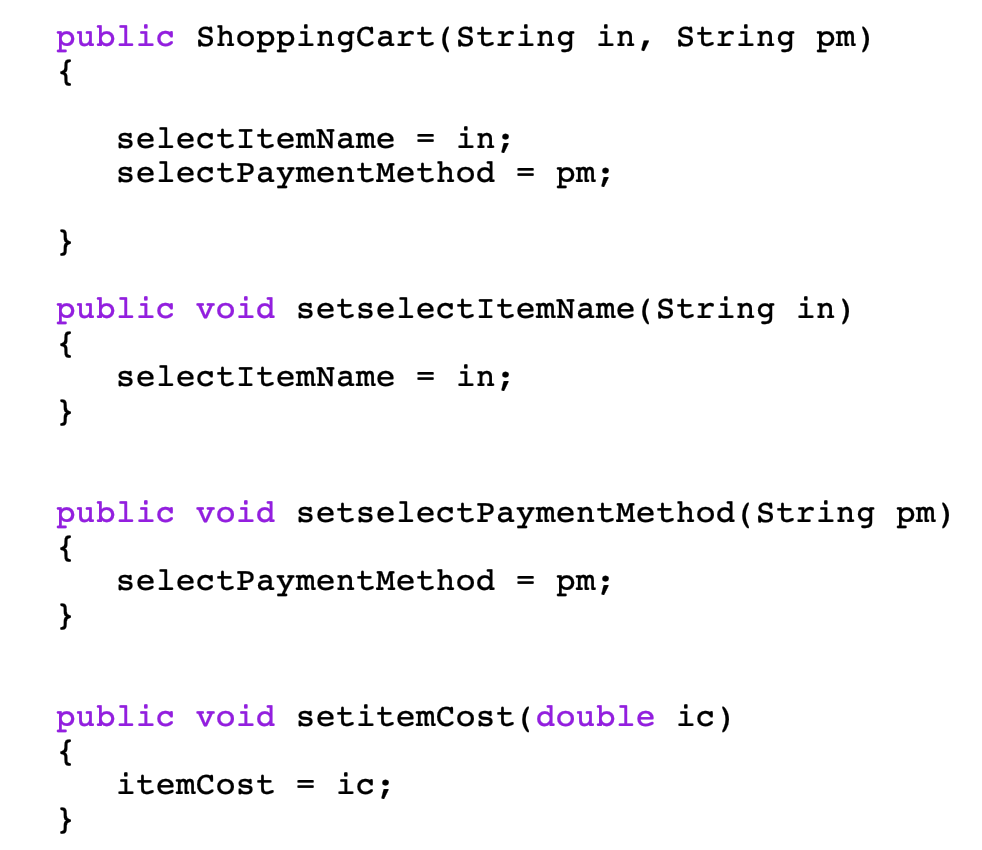 public ShoppingCart(String in, String pm)
{
selectItemName = in;
selectPaymentMethod = pm;
}
public void setselectItemName(String in)
{
selectItemName = in;
}
public void setselectPaymentMethod(String pm)
{
selectPaymentMethod = pm;
}
public void setitemCost(double ic)
{
itemCost = ic;
}